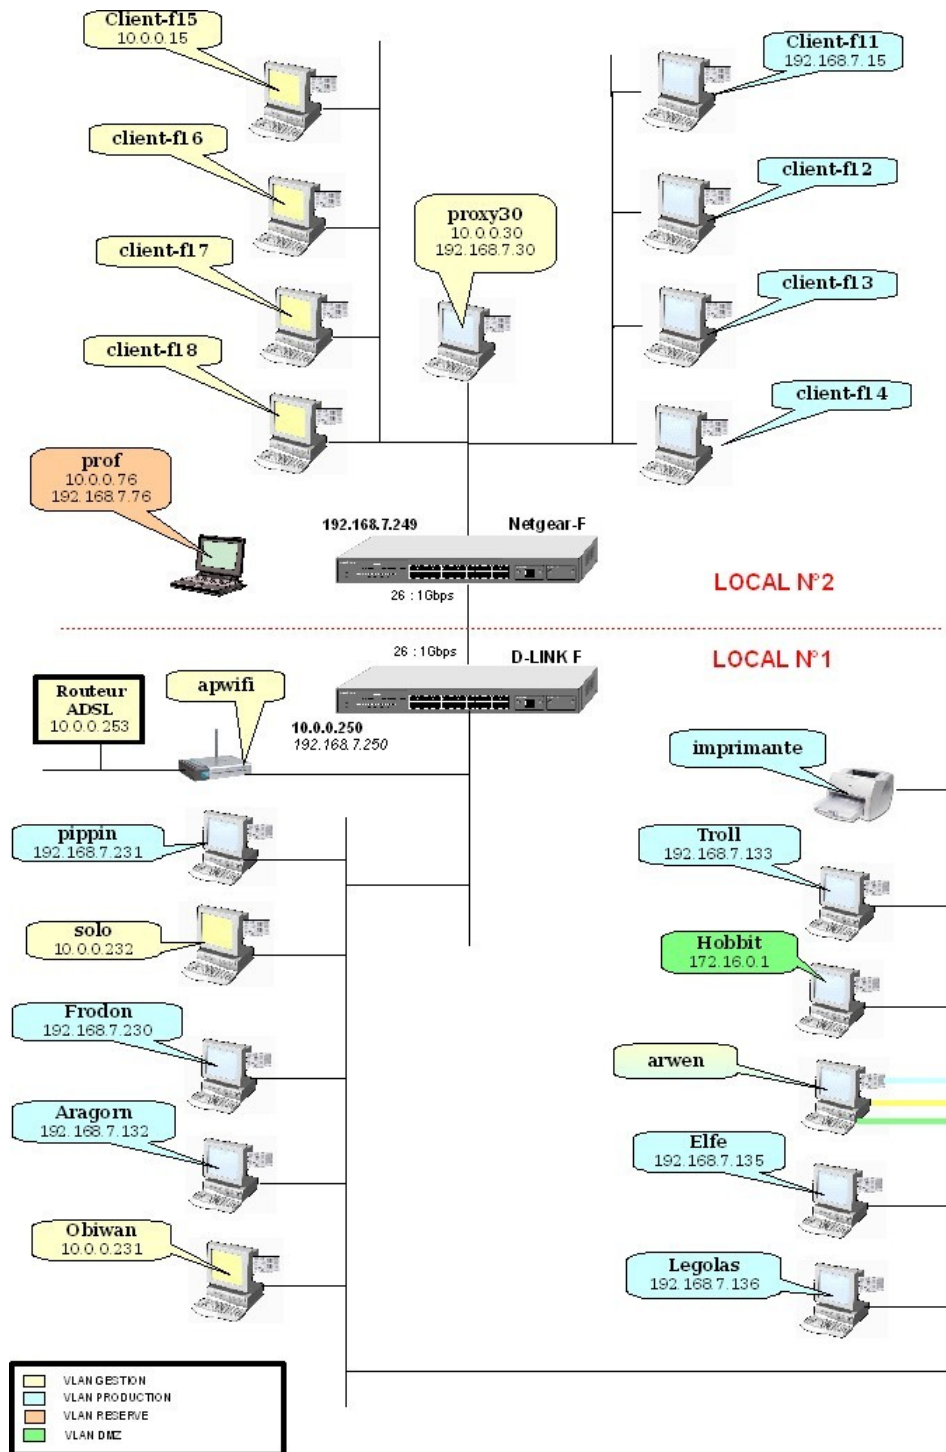 Client-f15
10.0.0.15
Client-f11
192.168.7.15
client-f16
client-f12
proxy30
10.0.0.30
192.168.7.30
client-f17
client-f13
client-f18
client-f14
prof
10.0.0.76
192.168.7.76
192.168.7.249
Netgear-F
26 : 1Gbps
LOCAL N°2
26 : 1Gbps
D-LINK F
LOCAL N°1
Routeur
ADSL
10.0.0.253
apwifi
10.0.0.250
192.168.7.250
imprimante
pippin
192.168.7.231
Troll
192.168.7.133
solo
10.0.0.232
Hobbit
172.16.0.1
Frodon
192.168.7.230
arwen
Aragorn
192.168.7.132
Elfe
192.168.7.135
Obiwan
10.0.0.231
Legolas
192.168.7.136
VLAN GESTION
VLAN PRODUCTION
VLAN RESERVE
VLAN DMZ